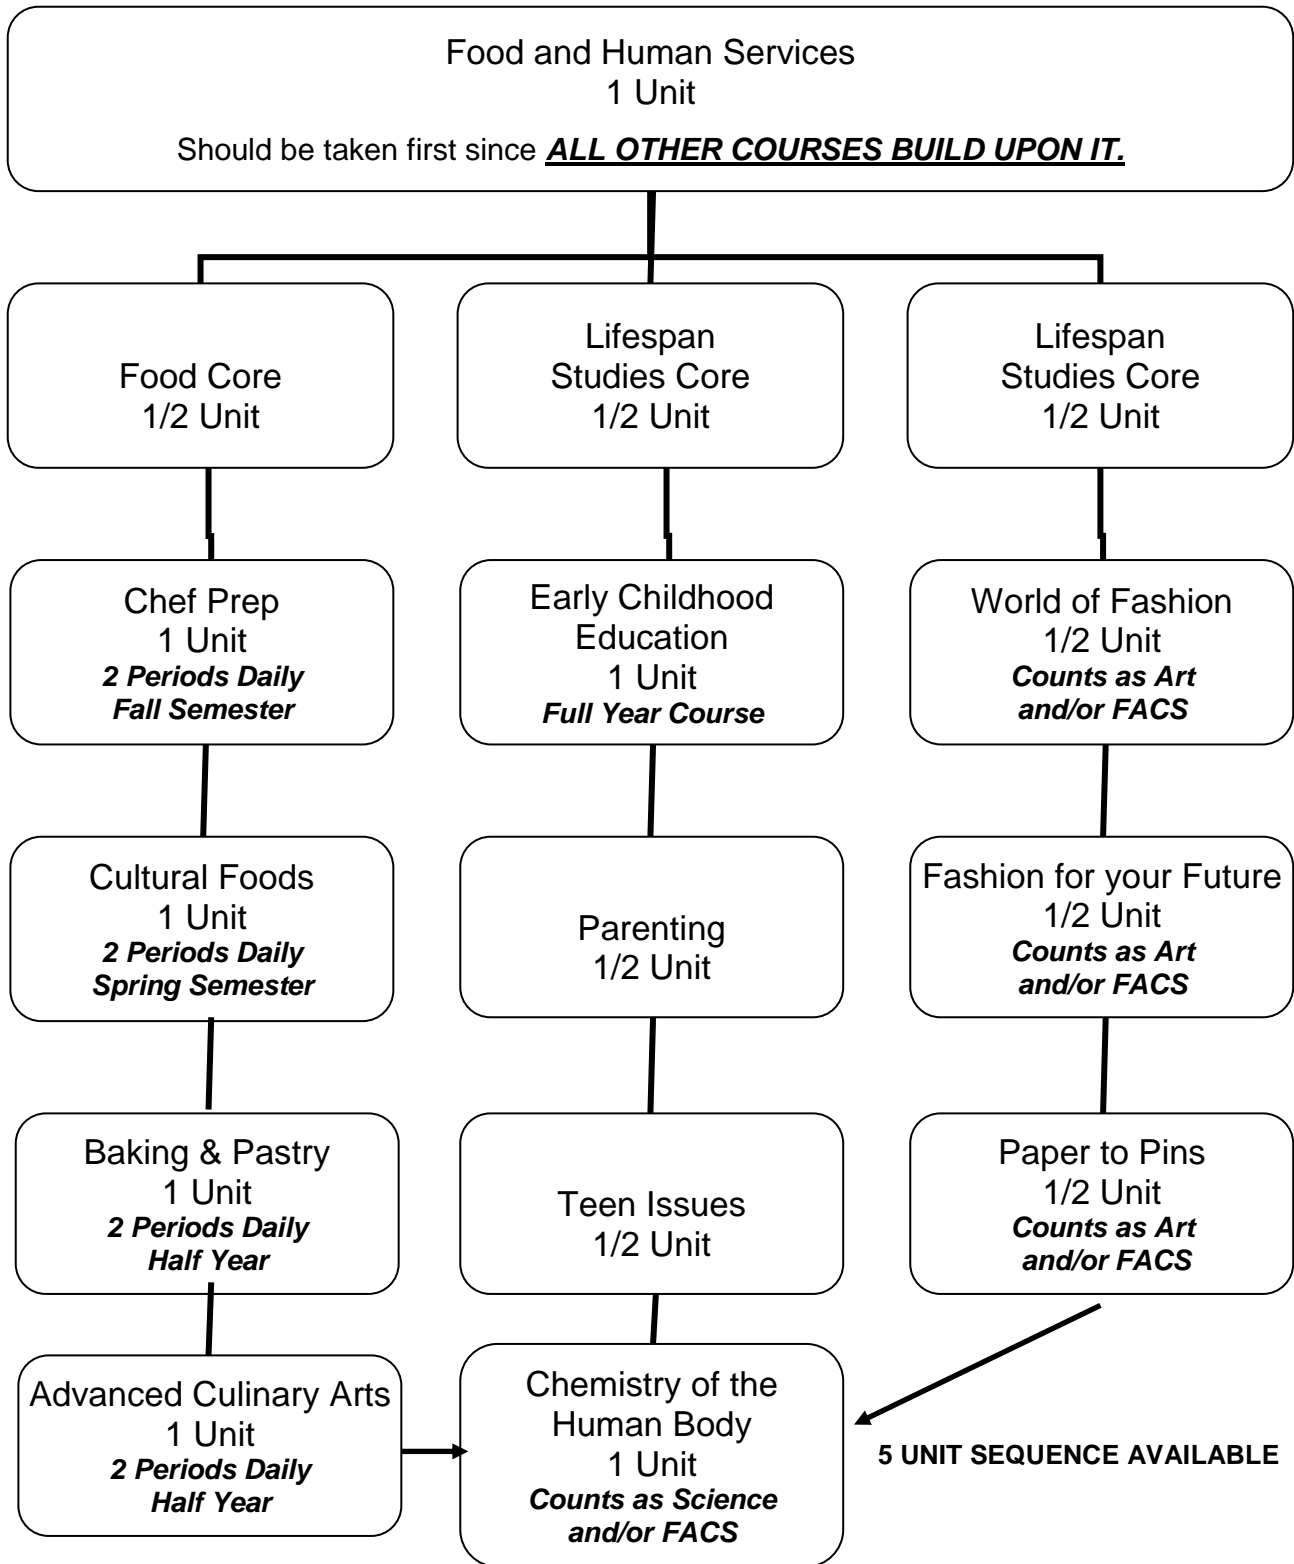 Food and Human Services
1 Unit
Should be taken first since ALL OTHER COURSES BUILD UPON IT.
Food Core
1/2 Unit
Lifespan
Studies Core
1/2 Unit
Lifespan
Studies Core
1/2 Unit
Chef Prep
1 Unit
2 Periods Daily
Fall Semester
Early Childhood
Education
1 Unit
Full Year Course
World of Fashion
1/2 Unit
Counts as Art
and/or FACS
Cultural Foods
1 Unit
2 Periods Daily
Spring Semester
Parenting
1/2 Unit
Fashion for your Future
1/2 Unit
Counts as Art
and/or FACS
Baking & Pastry
1 Unit
2 Periods Daily
Half Year
Teen Issues
1/2 Unit
Paper to Pins
1/2 Unit
Counts as Art
and/or FACS
Advanced Culinary Arts
1 Unit
2 Periods Daily
Half Year
Chemistry of the
Human Body
1 Unit
Counts as Science
and/or FACS
5 UNIT SEQUENCE AVAILABLE